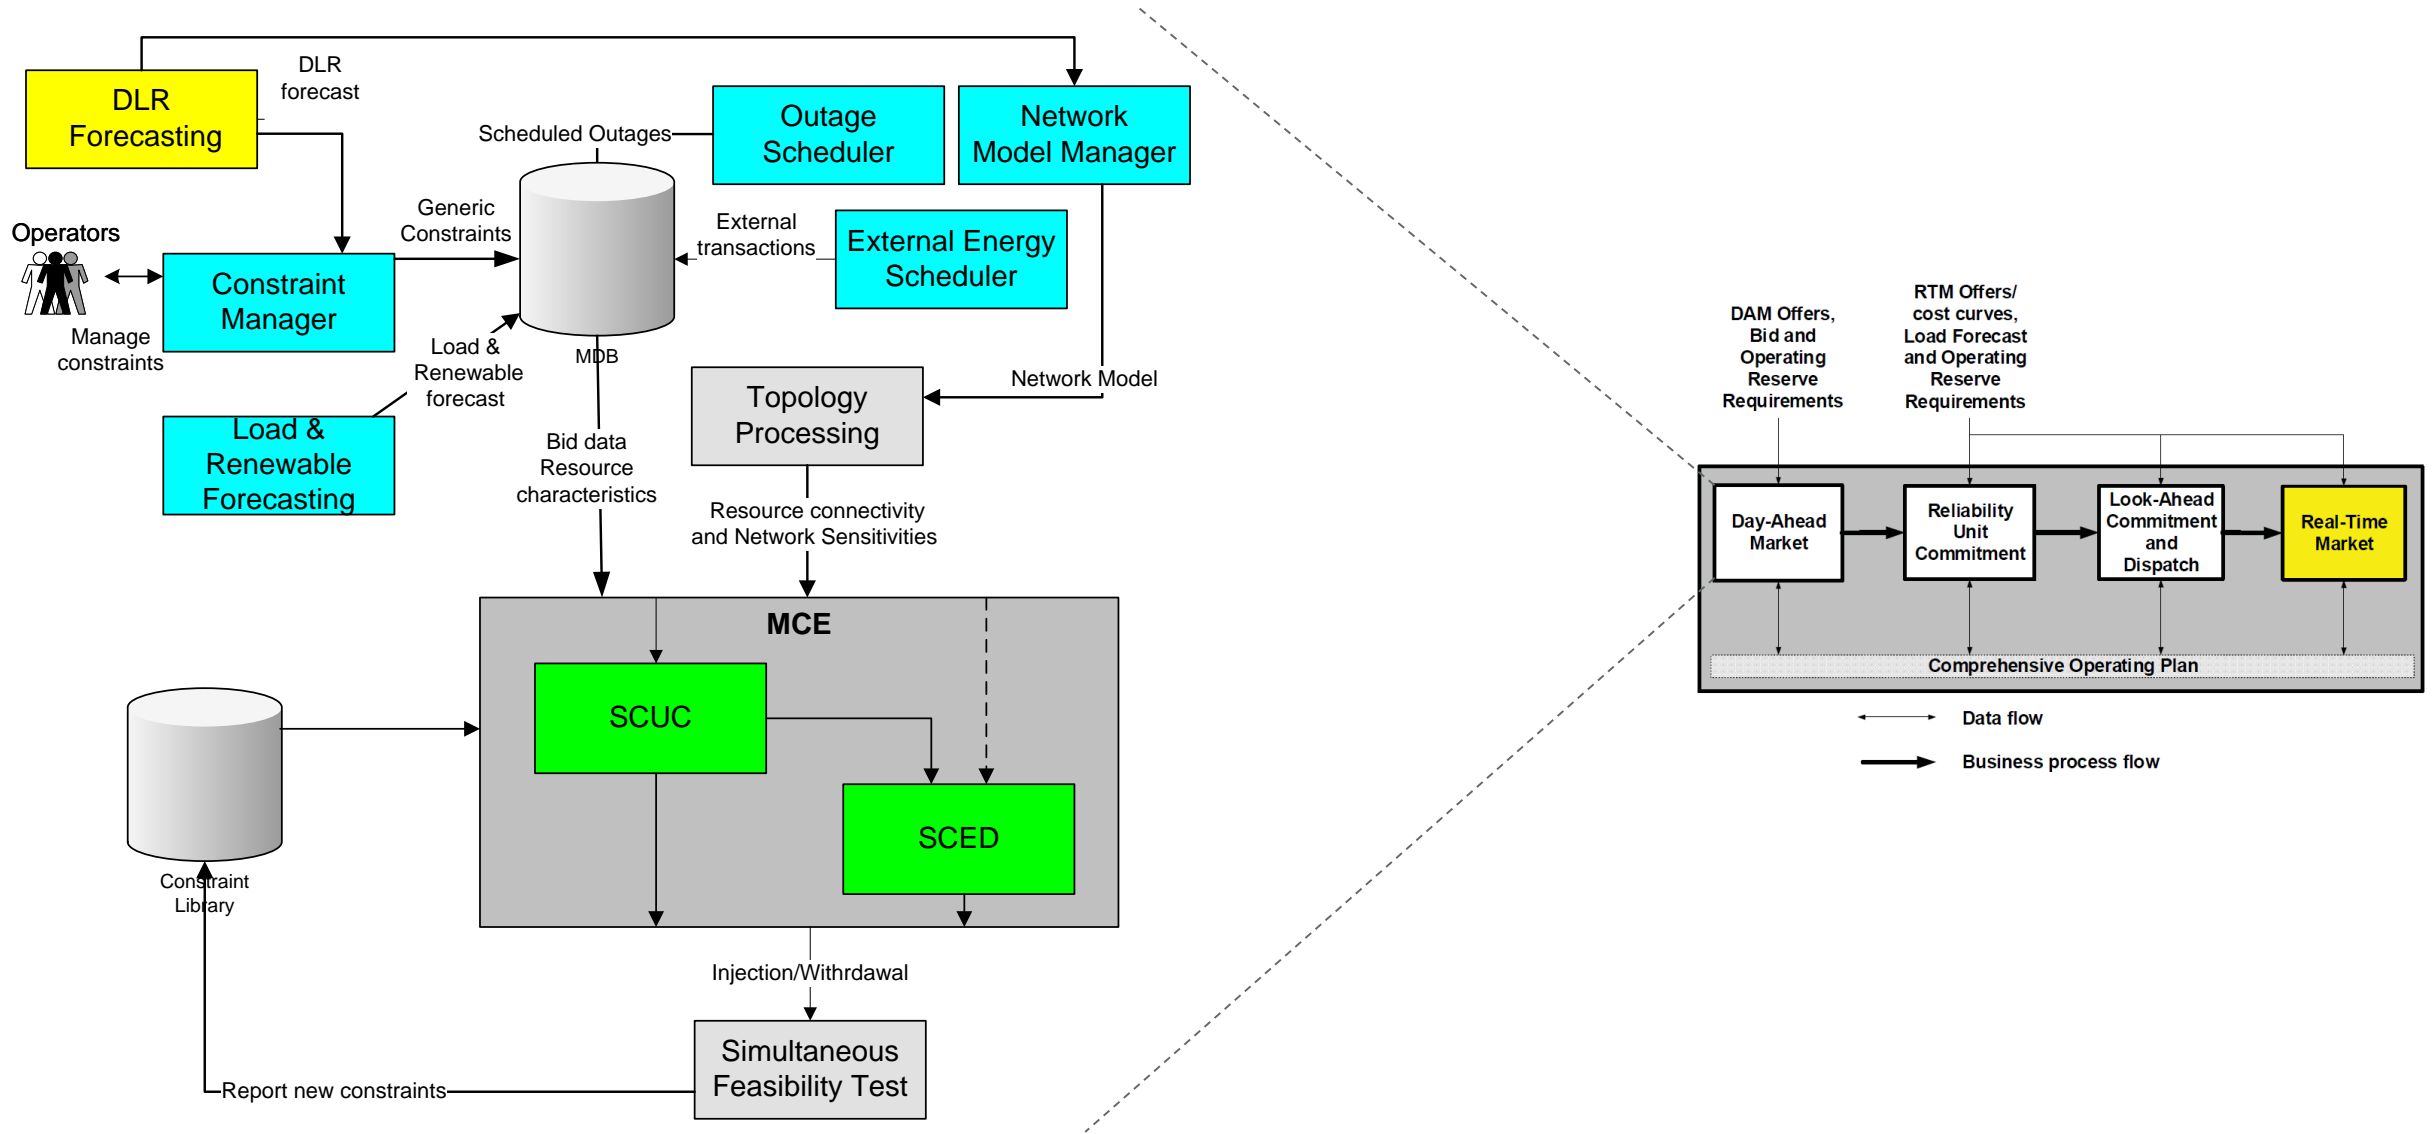 DLR
forecast
DLR
Forecasting
Outage
Scheduler
Network
Model Manager
Scheduled Outages
Generic
Constraints
External
transactions
External Energy
Scheduler
Operators
Constraint
Manager
Manage
constraints
MDB
Load &
Renewable
forecast
Load &
Renewable
Forecasting
Network Model
Topology
Processing
Bid data
Resource
characteristics
Resource connectivity
and Network Sensitivities
MCE
SCUC
SCED
Constraint
Library
Injection/Withrdawal
Simultaneous
Feasibility Test
Report new constraints
DAM Offers,
Bid and
Operating
Reserve
Requirements
RTM Offers/
cost curves,
Load Forecast
and Operating
Reserve
Requirements
Day-Ahead
Market
Reliability
Unit
Commitment
Look-Ahead
Commitment
and
Dispatch
Real-Time
Market
Comprehensive Operating Plan
Data flow
Business process flow